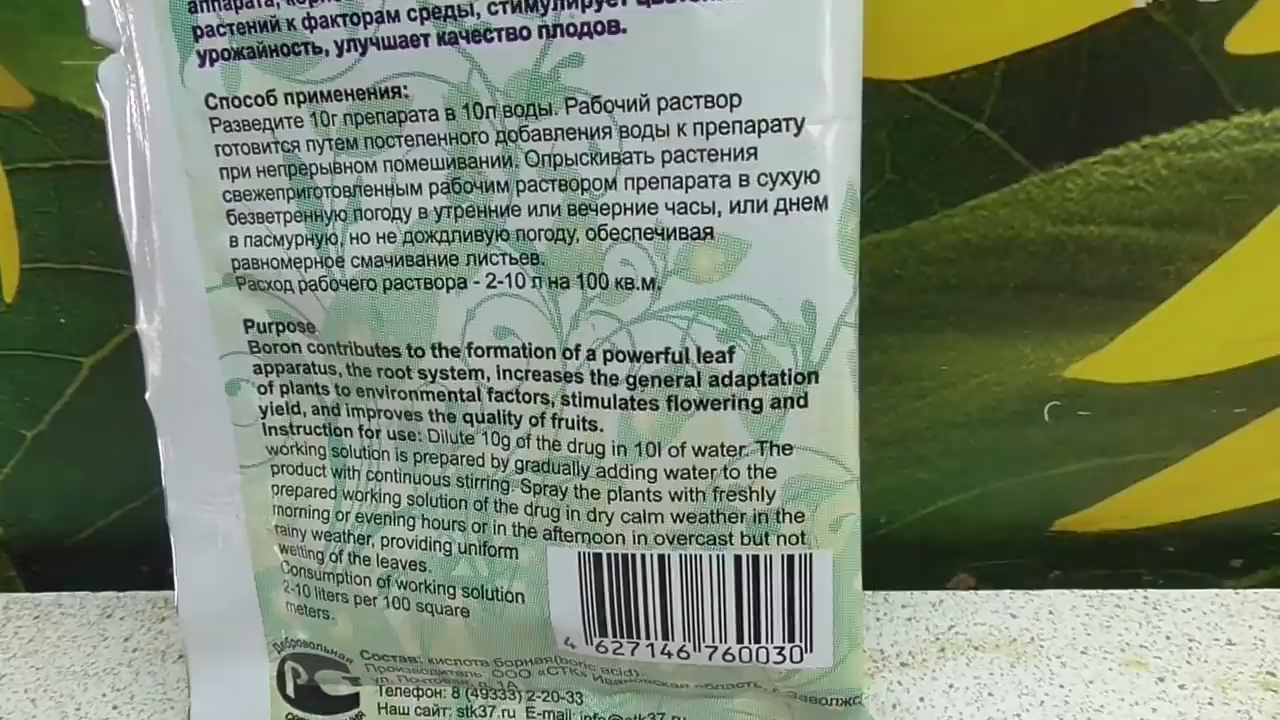 аппарата,
растений к факторам среды, стимулирует
урожайность, улучшает качество плодов.
Способ применения:
Разведите 10г препарата в 10л воды. Рабочий раствор
готовится путем постепенного добавления воды к препарату
при непрерывном помешивании. Опрыскивать растения
свежеприготовленным рабочим раствором препарата в сухую
безветренную погоду в утренние или вечерние часы, или днем
в пасмурную, но не дождливую погоду, обеспечивая
равномерное смачивание листьев.
Расход рабочего раствора - 2-10 л на 100 кв.м.
Purpose
Boron contributes to the formation of a powerful leaf
apparatus, the root system, increases the general adaptation
of plants to environmental factors, stimulates flowering and
yield, and improves the quality of fruits.
Instruction for use: Dilute 10g of the drug in 10l of water. The
working solution is prepared by gradually adding water to the
product with continuous stirring. Spray the plants with freshly
prepared working solution of the drug in dry calm weather in the
morning or evening hours or in the afternoon in overcast but not
rainy weather, providing uniform
wetting of the leaves.
Consumption of working solution
2-10 liters per 100 square
meters.
4 627146 760030
Добровольная
РС
Состав: кислота борная(boric acid).
Производитель: ООО «СТК» Ивановская область, г. Заволжс
ул. Почтовая, д. 1А
Телефон: 8 (49333) 2-20-33
Наш сайт: stk37.ru E-mail: info@stk37.ru